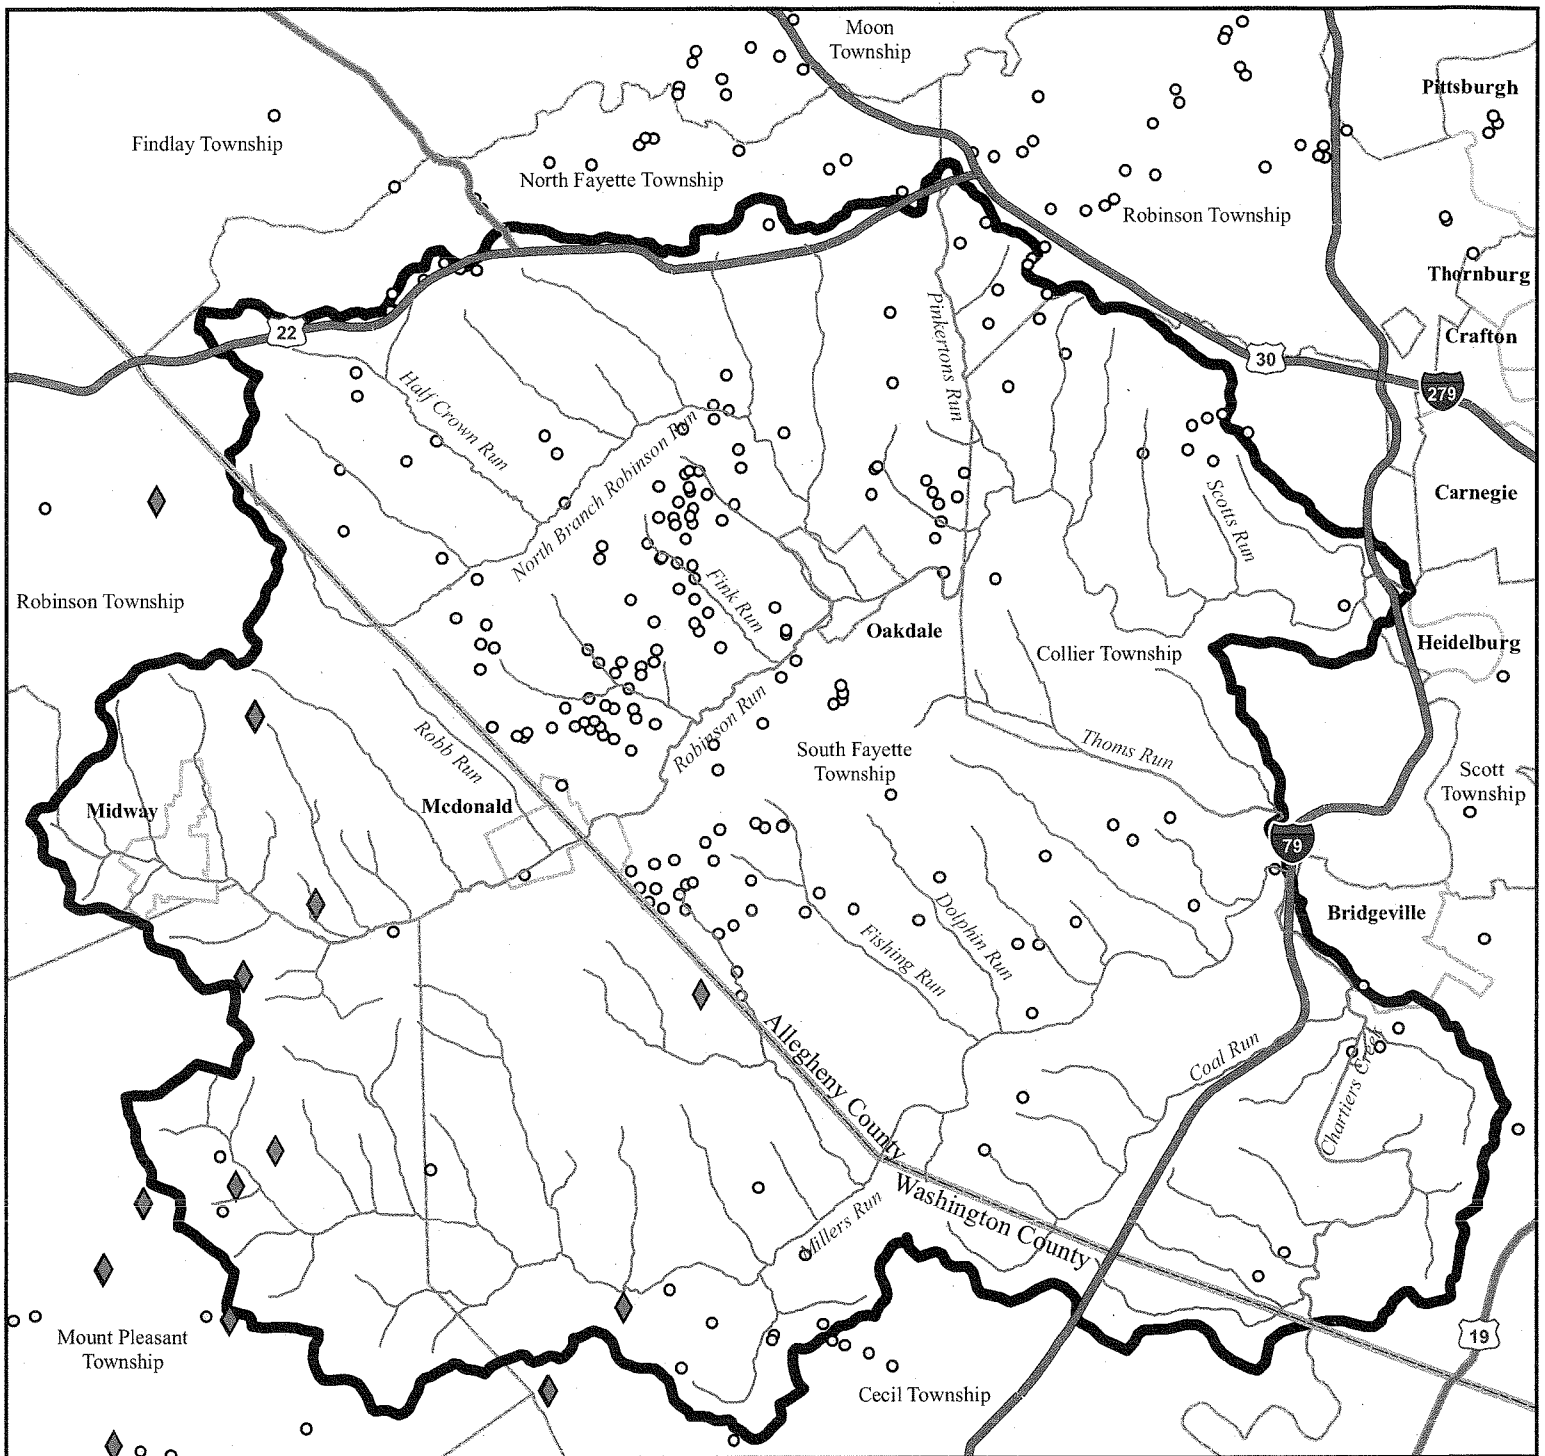 Moon
Township
Pittsburgh
Findlay Township
North Fayette Township
Robinson Township
Thornburg
22
Pinkertons Run
Crafton
30
279
Half Crown Run
North Branch Robinson Run
Carnegie
Scotts Run
Robinson Township
Fink Run
Oakdale
Collier Township
Heidelburg
Robb Run
Robinson Run
South Fayette
Township
Thoms Run
Scott
Township
Midway
Mcdonald
79
Bridgeville
Fishing Run
Dolphin Run
Allegheny County
Coal Run
Chartiers Creek
Washington County
Millers Run
Mount Pleasant
Township
19
Cecil Township